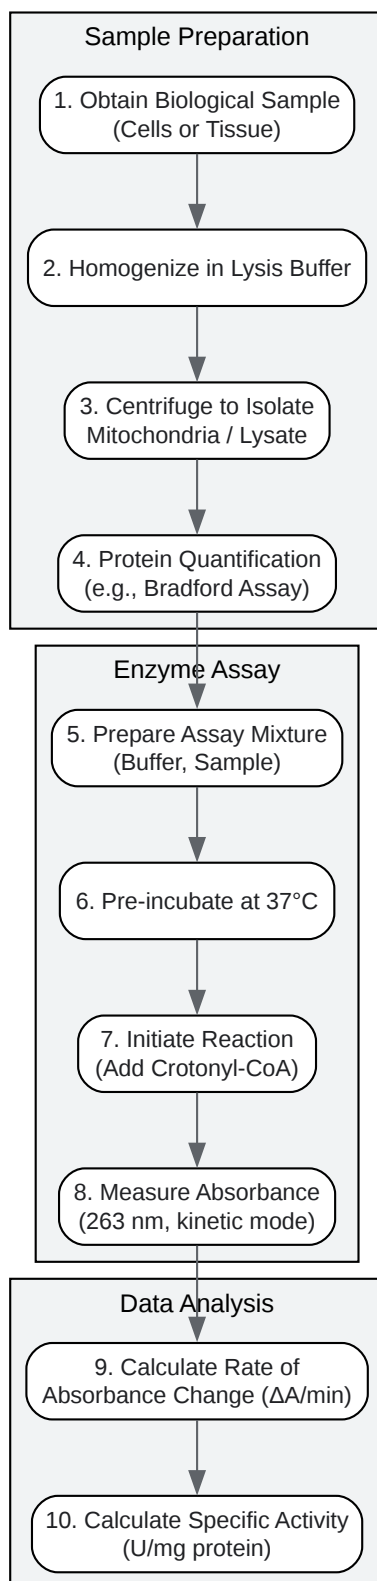 Sample Preparation
1. Obtain Biological Sample
(Cells or Tissue)
2. Homogenize in Lysis Buffer
3. Centrifuge to Isolate
Mitochondria / Lysate
4. Protein Quantification
(e.g., Bradford Assay)
Enzyme Assay
5. Prepare Assay Mixture
(Buffer, Sample)
6. Pre-incubate at 37°C
7. Initiate Reaction
(Add Crotonyl-CoA)
8. Measure Absorbance
(263 nm, kinetic mode)
Data Analysis
9. Calculate Rate of
Absorbance Change (ΔA/min)
10. Calculate Specific Activity
(U/mg protein)